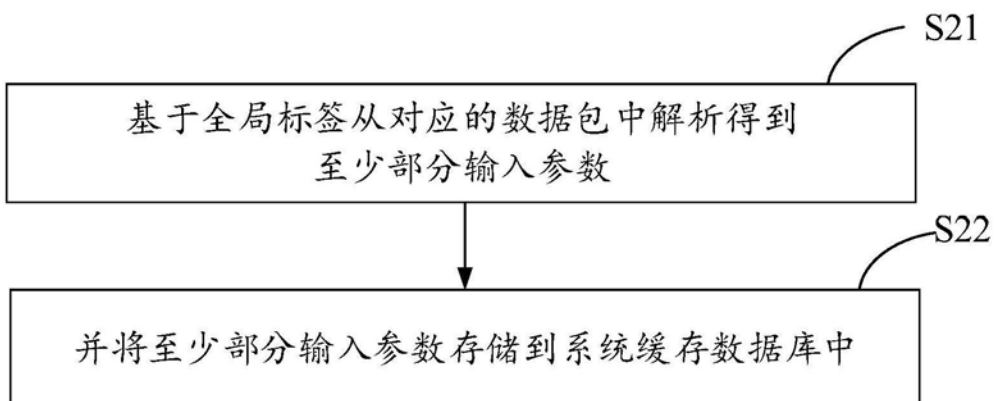 S21
基于全局标签从对应的数据包中解析得到
至少部分输入参数
S22
并将至少部分输入参数存储到系统缓存数据库中